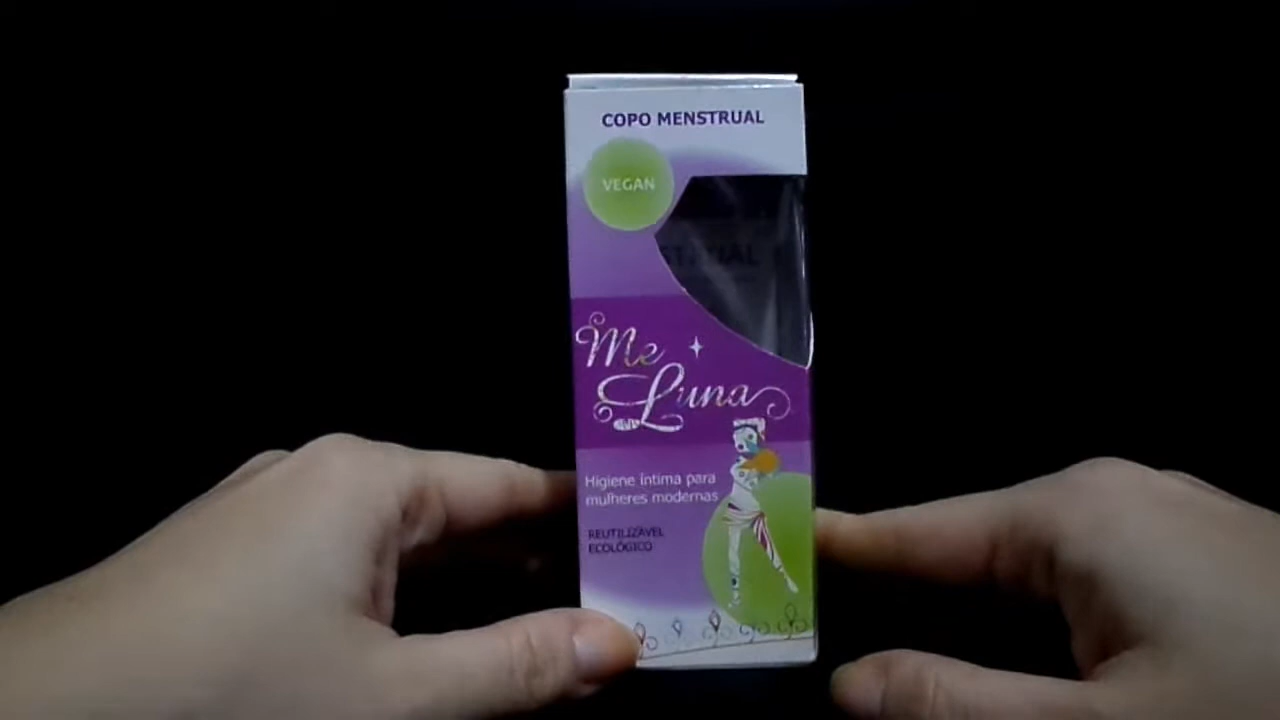 COPO MENSTRUAL
VEGAN
Me
Luna
Higiene íntima para
mulheres modernas
REUTILIZÁVEL
ECOLÓGICO